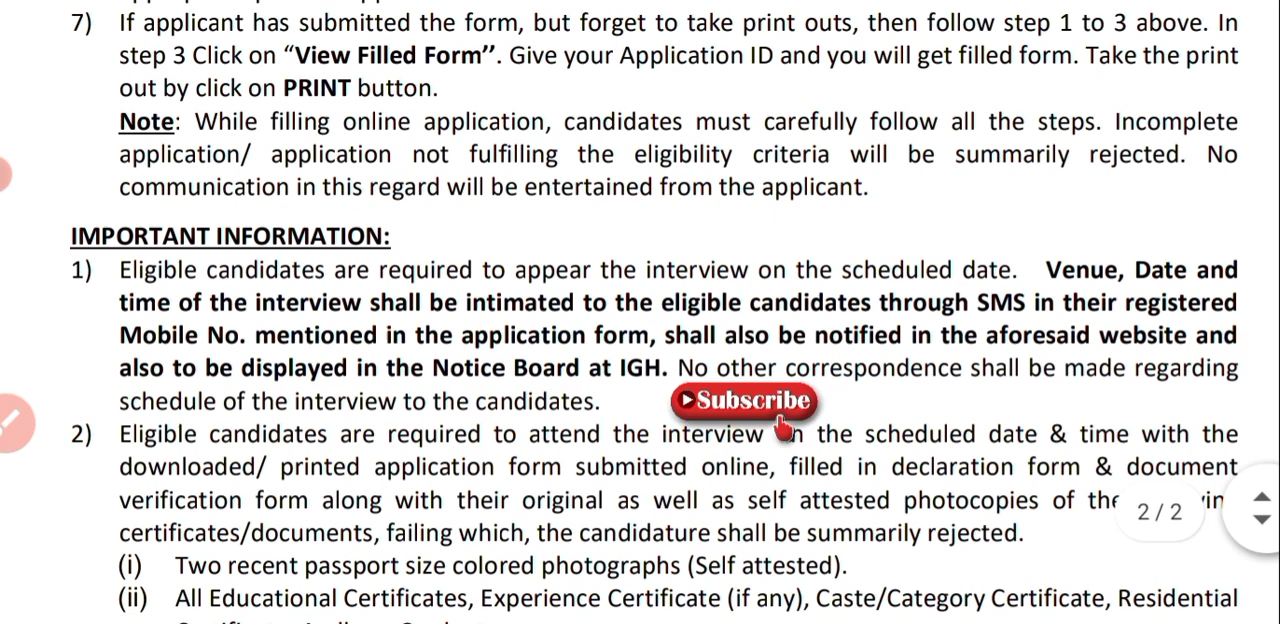 7) If applicant has submitted the form, but forget to take print outs, then follow step 1 to 3 above. In
step 3 Click on “View Filled Form”. Give your Application ID and you will get filled form. Take the print
out by click on PRINT button.
Note: While filling online application, candidates must carefully follow all the steps. Incomplete
application/ application not fulfilling the eligibility criteria will be summarily rejected. No
communication in this regard will be entertained from the applicant.
IMPORTANT INFORMATION:
1) Eligible candidates are required to appear the interview on the scheduled date. Venue, Date and
time of the interview shall be intimated to the eligible candidates through SMS in their registered
Mobile No. mentioned in the application form, shall also be notified in the aforesaid website and
also to be displayed in the Notice Board at IGH. No other correspondence shall be made regarding
schedule of the interview to the candidates.
Subscribe
2) Eligible candidates are required to attend the interview the scheduled date & time with the
downloaded/ printed application form submitted online, filled in declaration form & document
verification form along with their original as well as self attested photocopies of the
2 / 2
certificates/documents, failing which, the candidature shall be summarily rejected.
(i) Two recent passport size colored photographs (Self attested).
(ii) All Educational Certificates, Experience Certificate (if any), Caste/Category Certificate, Residential